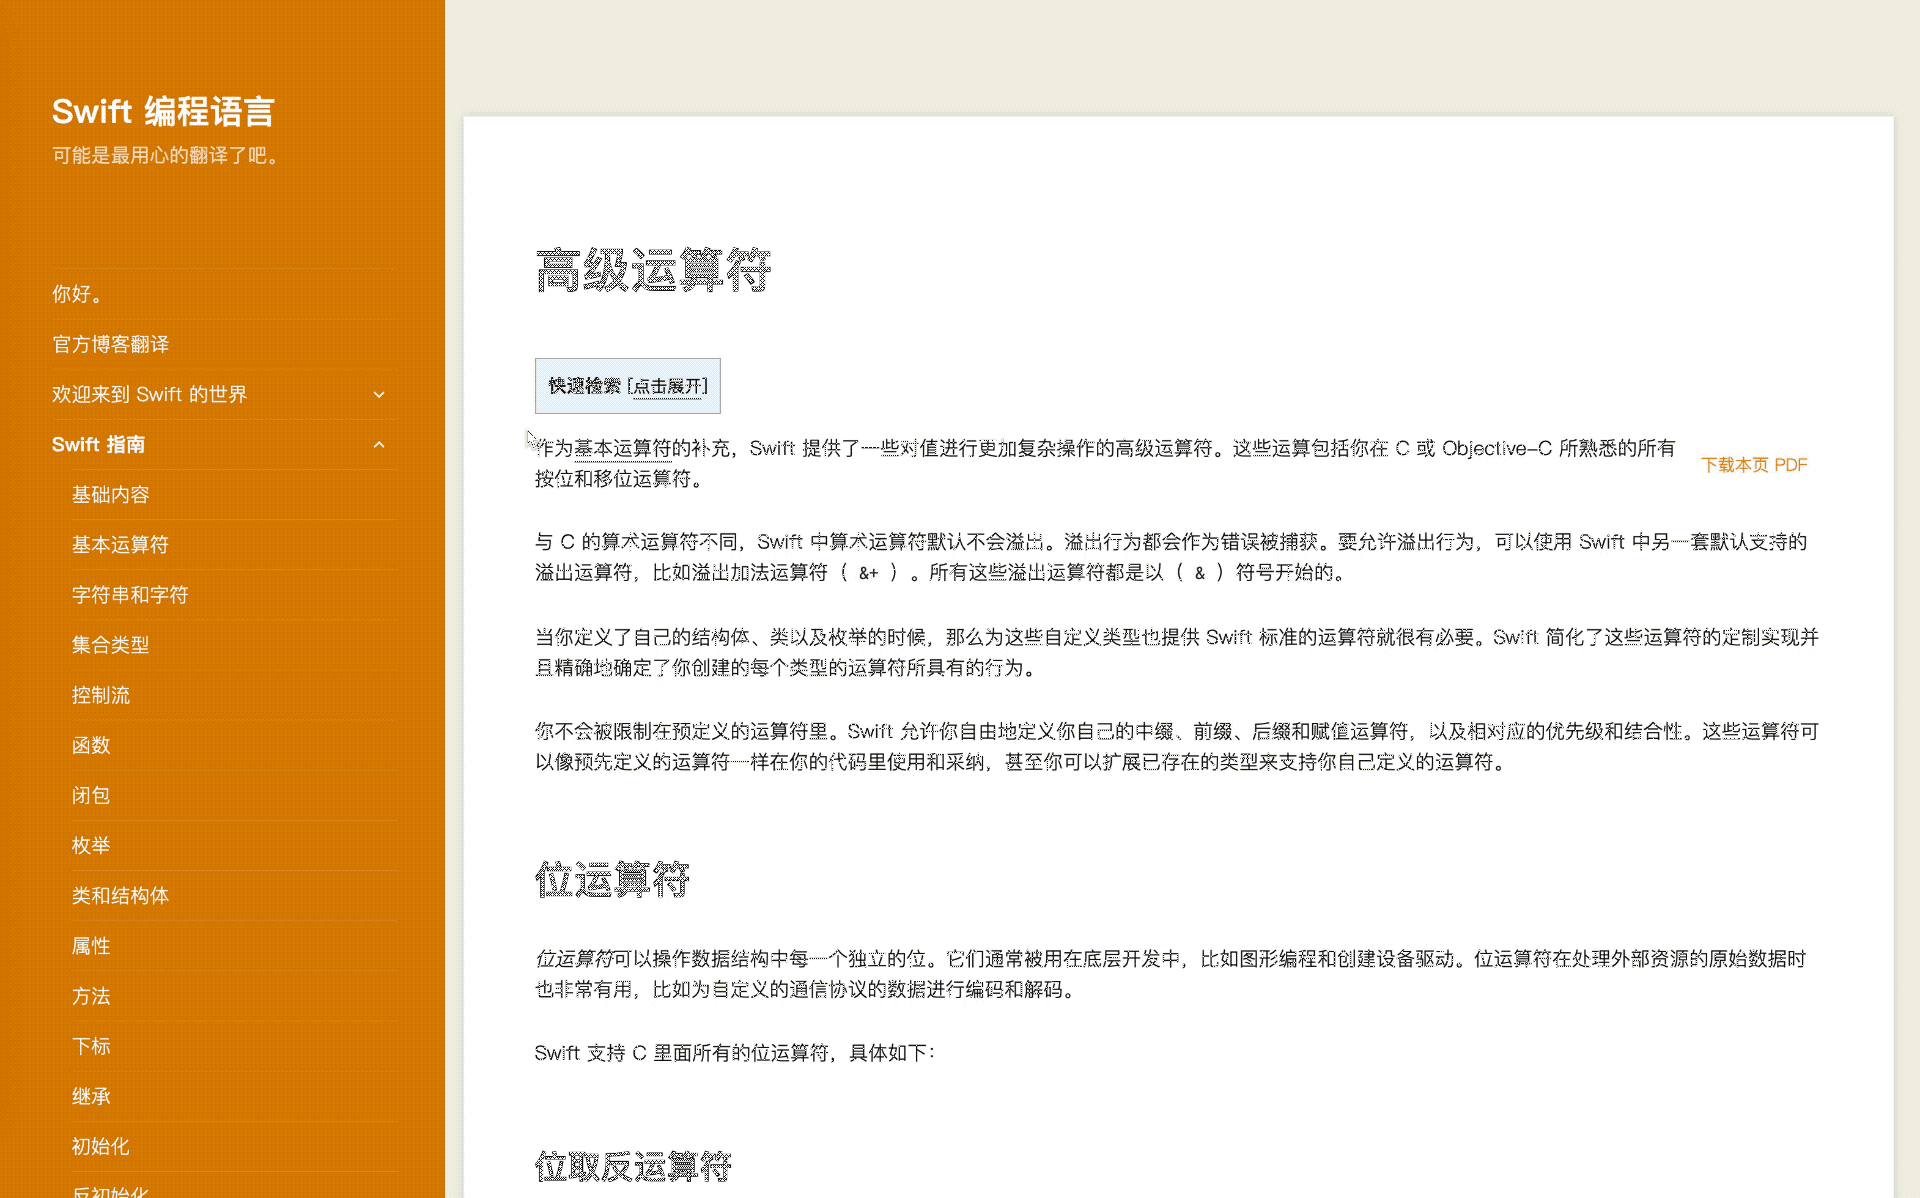 Swift 编程语言
可能是最用心的翻译了吧。
你好。
官方博客翻译
欢迎来到 Swift 的世界
Swift 指南
基础内容
基本运算符
字符串和字符
集合类型
控制流
函数
闭包
枚举
类和结构体
属性
方法
下标
继承
初始化
反初始化
高级运算符
快速检索 [点击展开]
作为基本运算符的补充，Swift 提供了一些对值进行更加复杂操作的高级运算符。这些运算包括你在 C 或 Objective-C 所熟悉的所有
按位和移位运算符。
下载本页 PDF
与 C 的算术运算符不同，Swift 中算术运算符默认不会溢出。溢出行为都会作为错误被捕获。要允许溢出行为，可以使用 Swift 中另一套默认支持的
溢出运算符，比如溢出加法运算符（ &+ ）。所有这些溢出运算符都是以（ & ）符号开始的。
当你定义了自己的结构体、类以及枚举的时候，那么为这些自定义类型也提供 Swift 标准的运算符就很有必要。Swift 简化了这些运算符的定制实现并
且精确地确定了你创建的每个类型的运算符所具有的行为。
你不会被限制在预定义的运算符里。Swift 允许你自由地定义你自己的中缀、前缀、后缀和赋值运算符，以及相对应的优先级和结合性。这些运算符可
以像预先定义的运算符一样在你的代码里使用和采纳，甚至你可以扩展已存在的类型来支持你自己定义的运算符。
位运算符
位运算符可以操作数据结构中每一个独立的位。它们通常被用在底层开发中，比如图形编程和创建设备驱动。位运算符在处理外部资源的原始数据时
也非常有用，比如为自定义的通信协议的数据进行编码和解码。
Swift 支持 C 里面所有的位运算符，具体如下：
位取反运算符